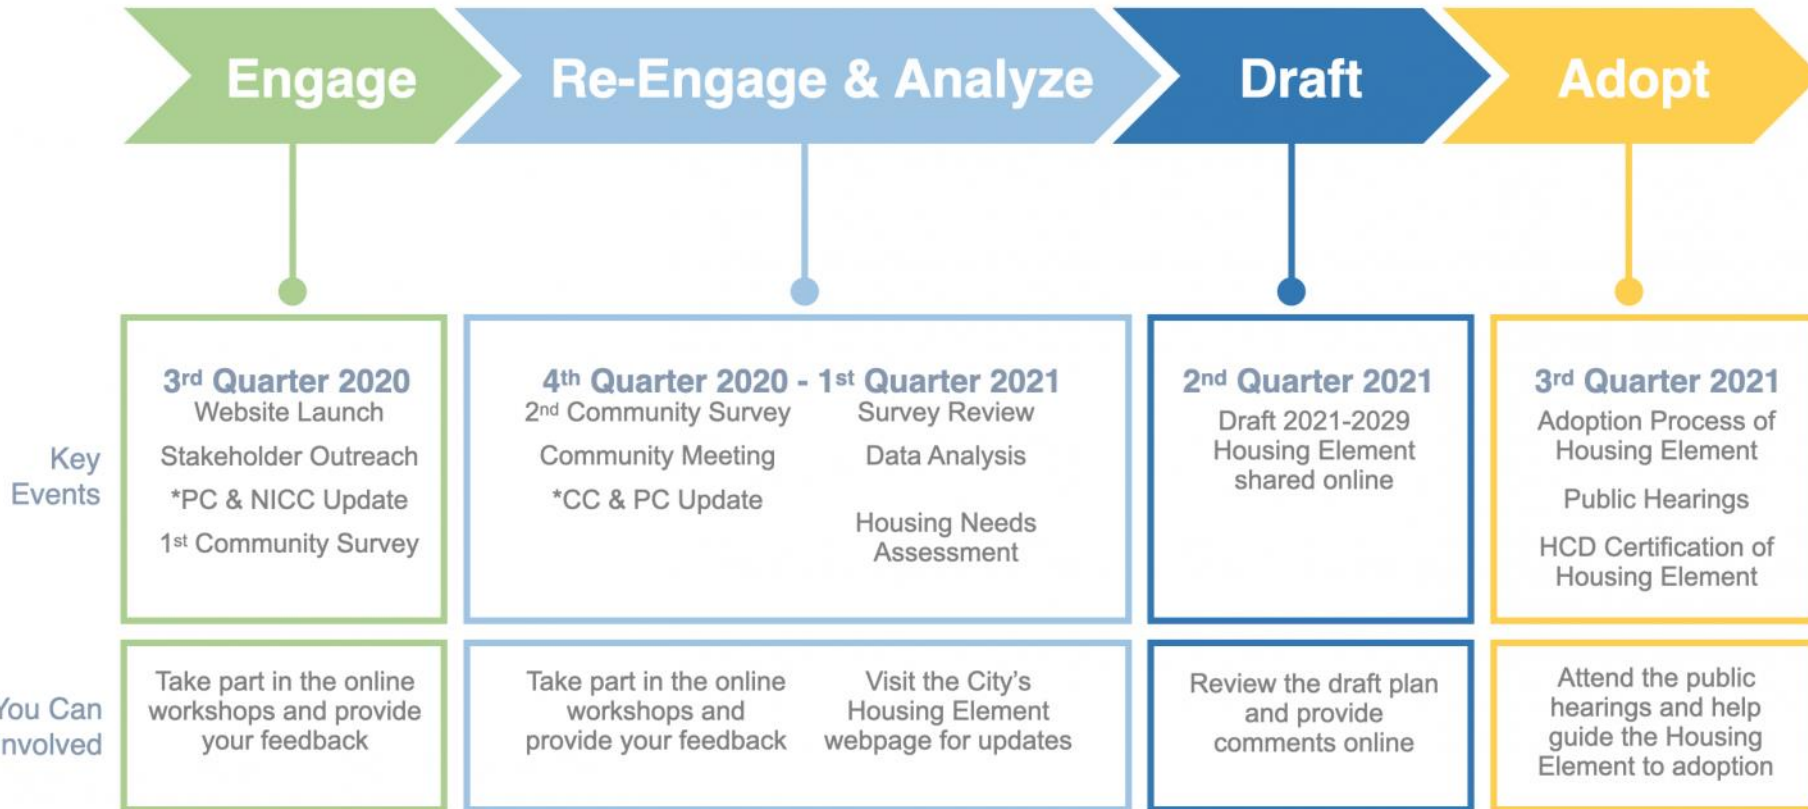 Engage
Re-Engage & Analyze
Draft
Adopt
Key
Events
3rd Quarter 2020
Website Launch
Stakeholder Outreach
*PC & NICC Update
1st Community Survey
4th Quarter 2020 - 1st Quarter 2021
2nd Community Survey
Community Meeting
*CC & PC Update
Survey Review
Data Analysis
Housing Needs
Assessment
2nd Quarter 2021
Draft 2021-2029
Housing Element
shared online
3rd Quarter 2021
Adoption Process of
Housing Element
Public Hearings
HCD Certification of
Housing Element
You Can
nvolved
Take part in the online
workshops and provide
your feedback
Take part in the online
workshops and
provide your feedback
Visit the City's
Housing Element
webpage for updates
Review the draft plan
and provide
comments online
Attend the public
hearings and help
guide the Housing
Element to adoption